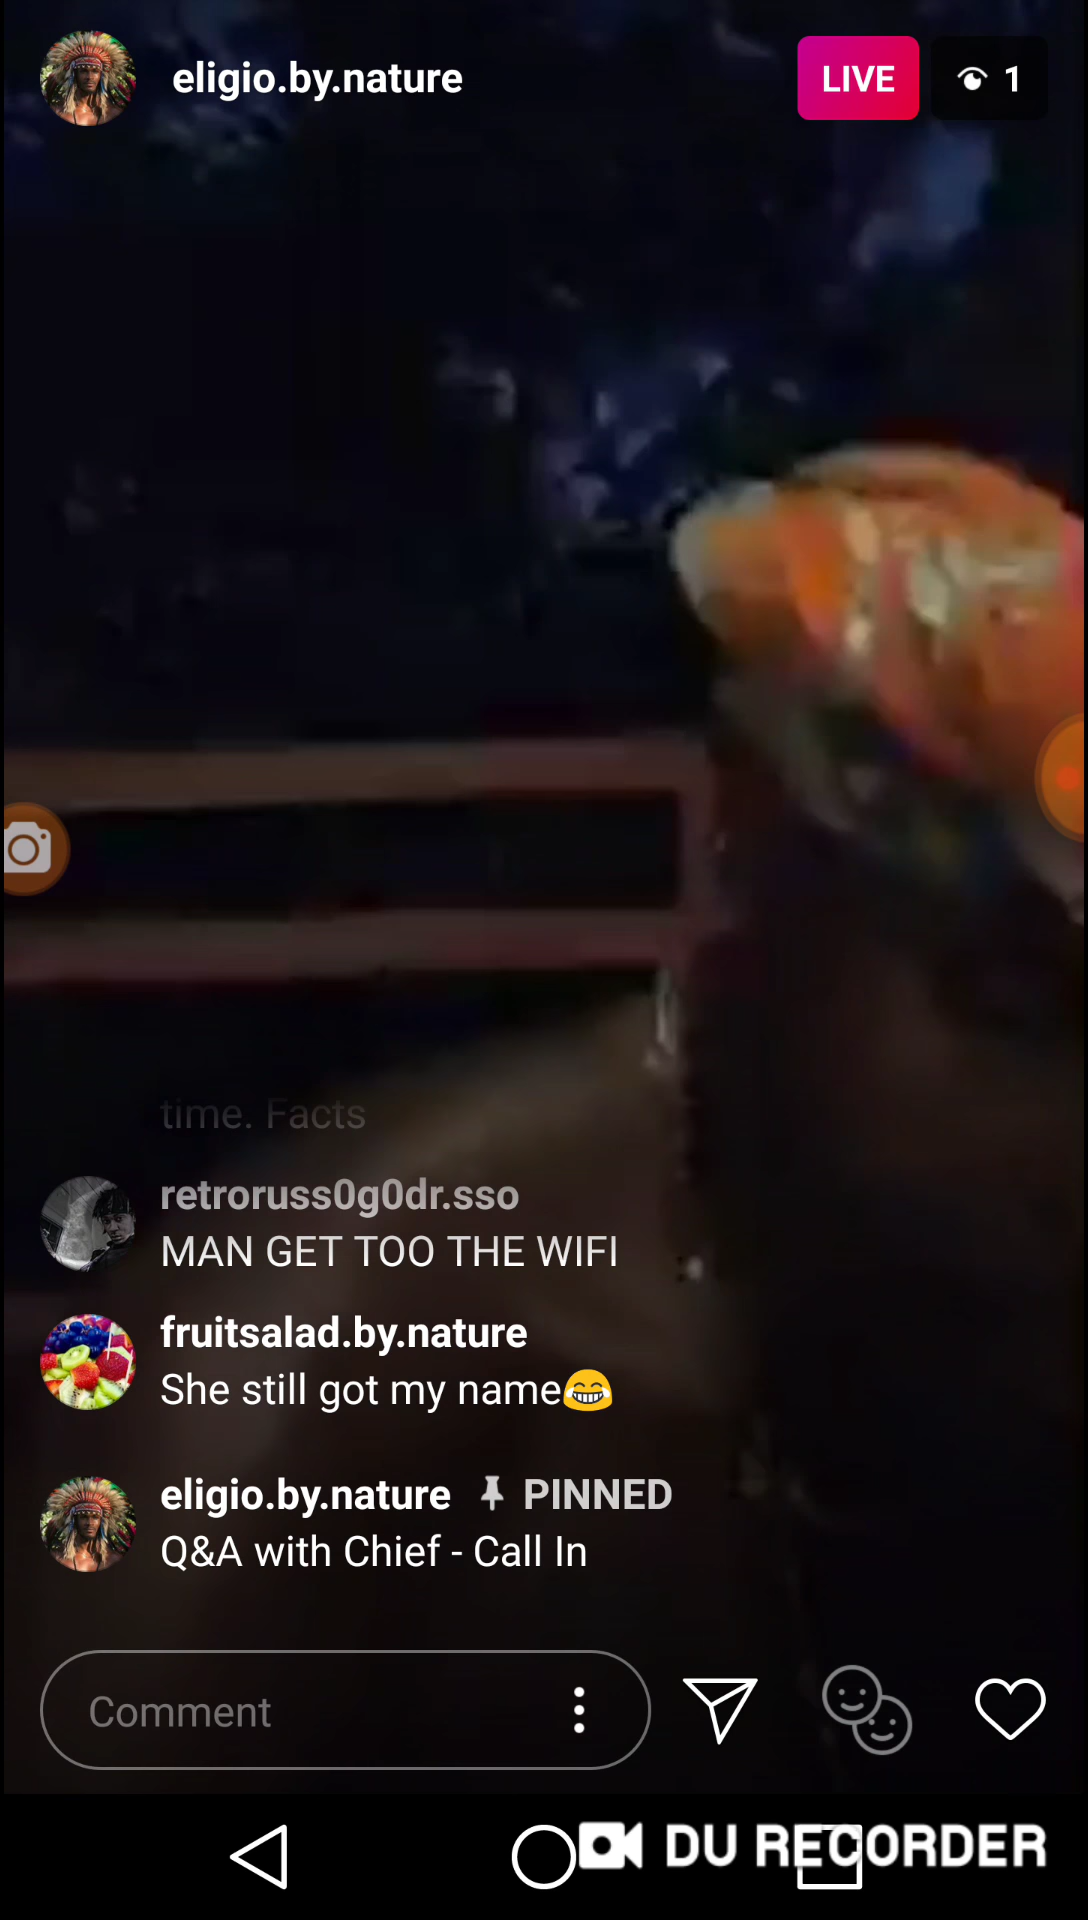 eligio.by.nature
LIVE
1
time. Facts
retroruss0g0dr.sso
MAN GET TOO THE WIFI
fruitsalad.by.nature
She still got my name😂
eligio.by.nature PINNED
Q&A with Chief - Call In
Comment
DU RECORDER